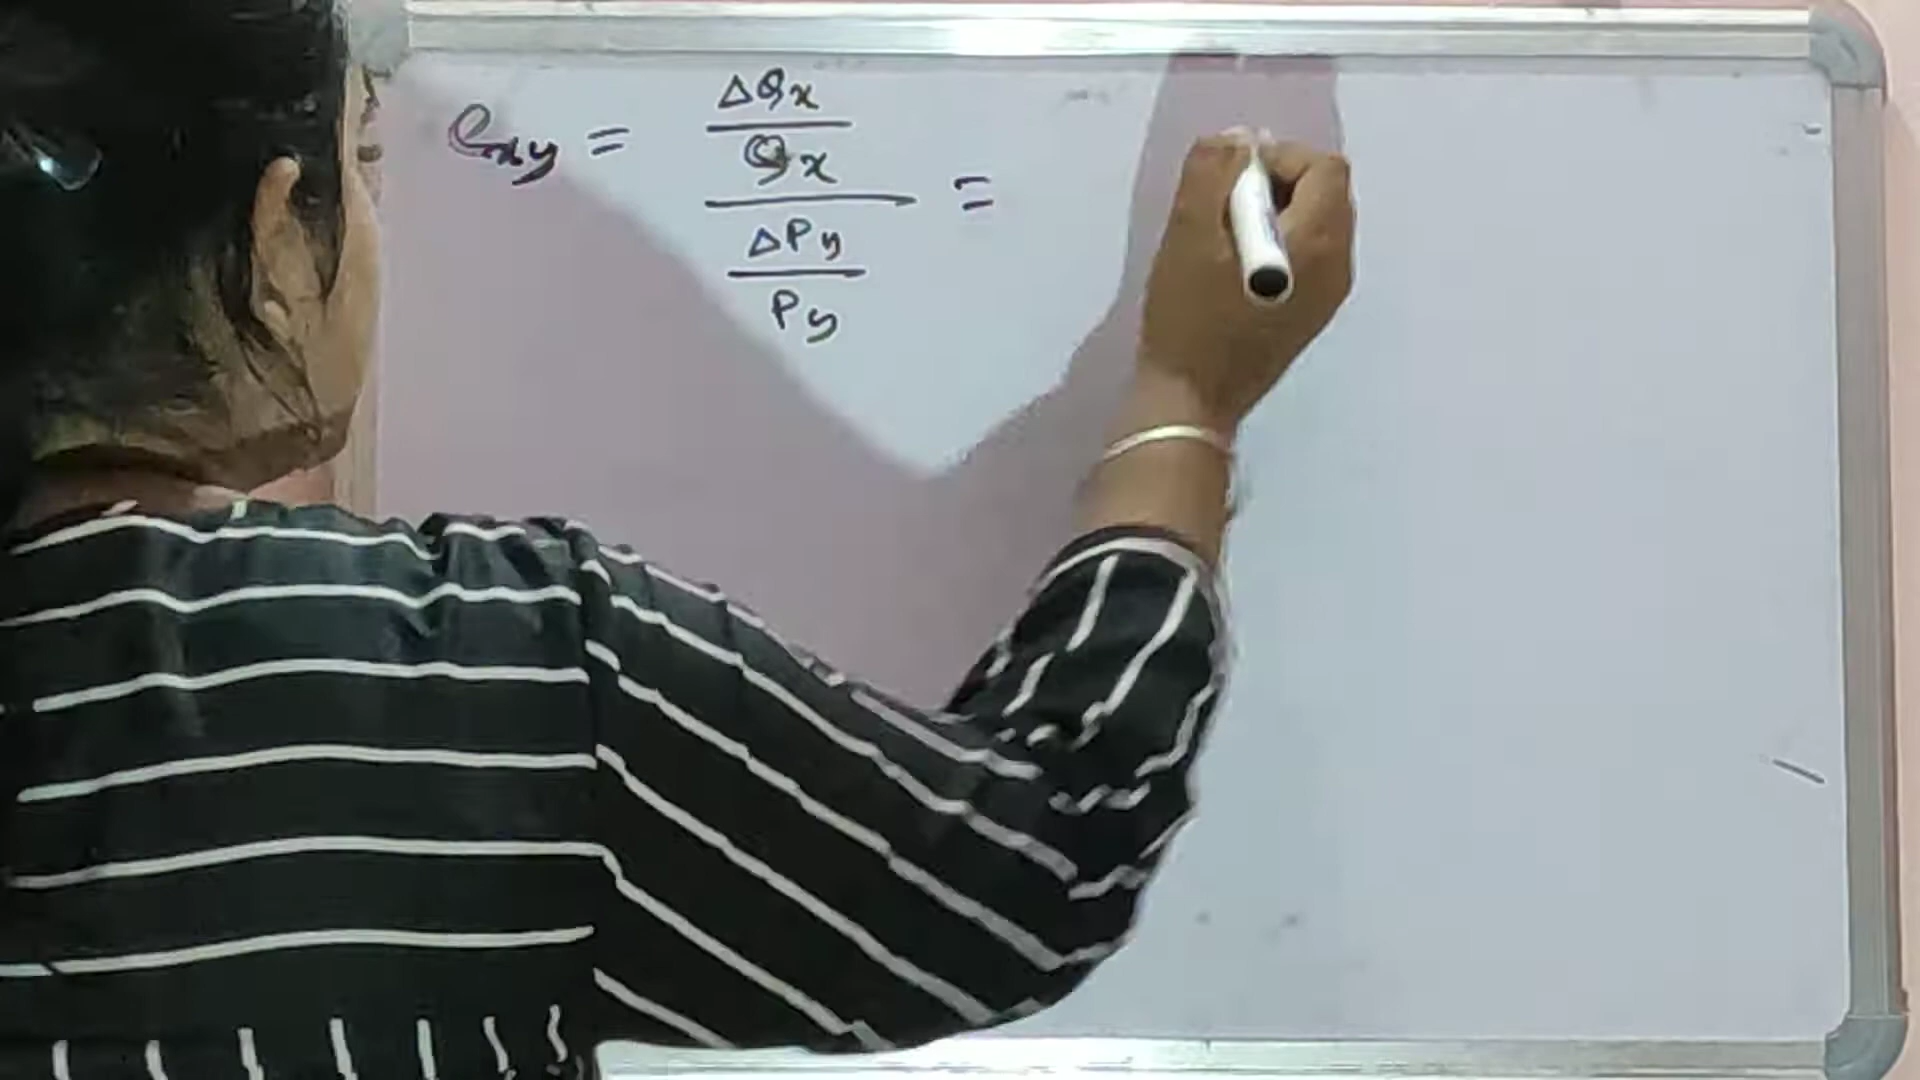 exy = ΔQx
Qx
=
ΔPy
Py